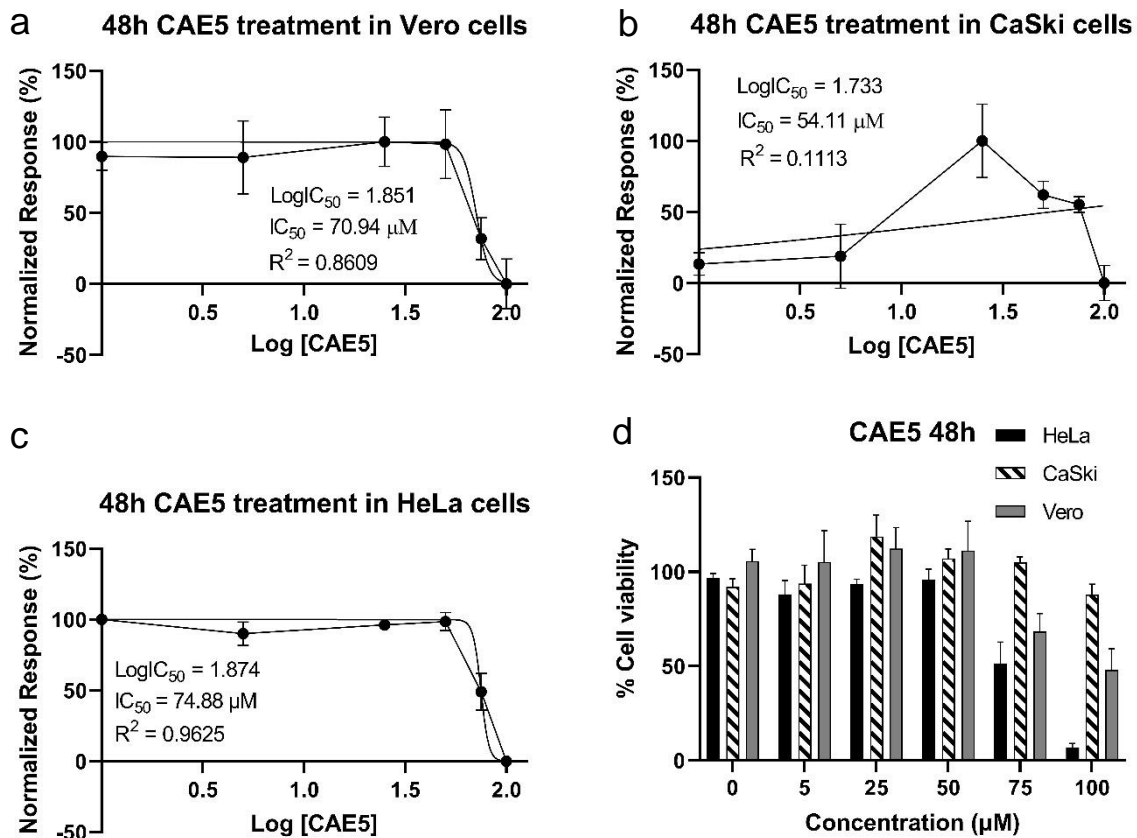 a
48h CAE5 treatment in Vero cells
Normalized Response (%)
150
100
50
0
-50
0.5
1.0
1.5
2.0
LogIC50 = 1.851
IC50 = 70.94 µM
R² = 0.8609
Log [CAE5]
b
48h CAE5 treatment in CaSki cells
Normalized Response (%)
150
100
50
0
-50
0.5
1.0
1.5
2.0
LogIC50 = 1.733
IC50 = 54.11 µM
R² = 0.1113
Log [CAE5]
c
48h CAE5 treatment in HeLa cells
Normalized Response (%)
150
100
50
0
-50
0.5
1.0
1.5
2.0
LogIC50 = 1.874
IC50 = 74.88 µM
R² = 0.9625
Log [CAE5]
d
CAE5 48h
HeLa
CaSki
Vero
% Cell viability
150
100
50
0
0
5
25
50
75
100
Concentration (µM)